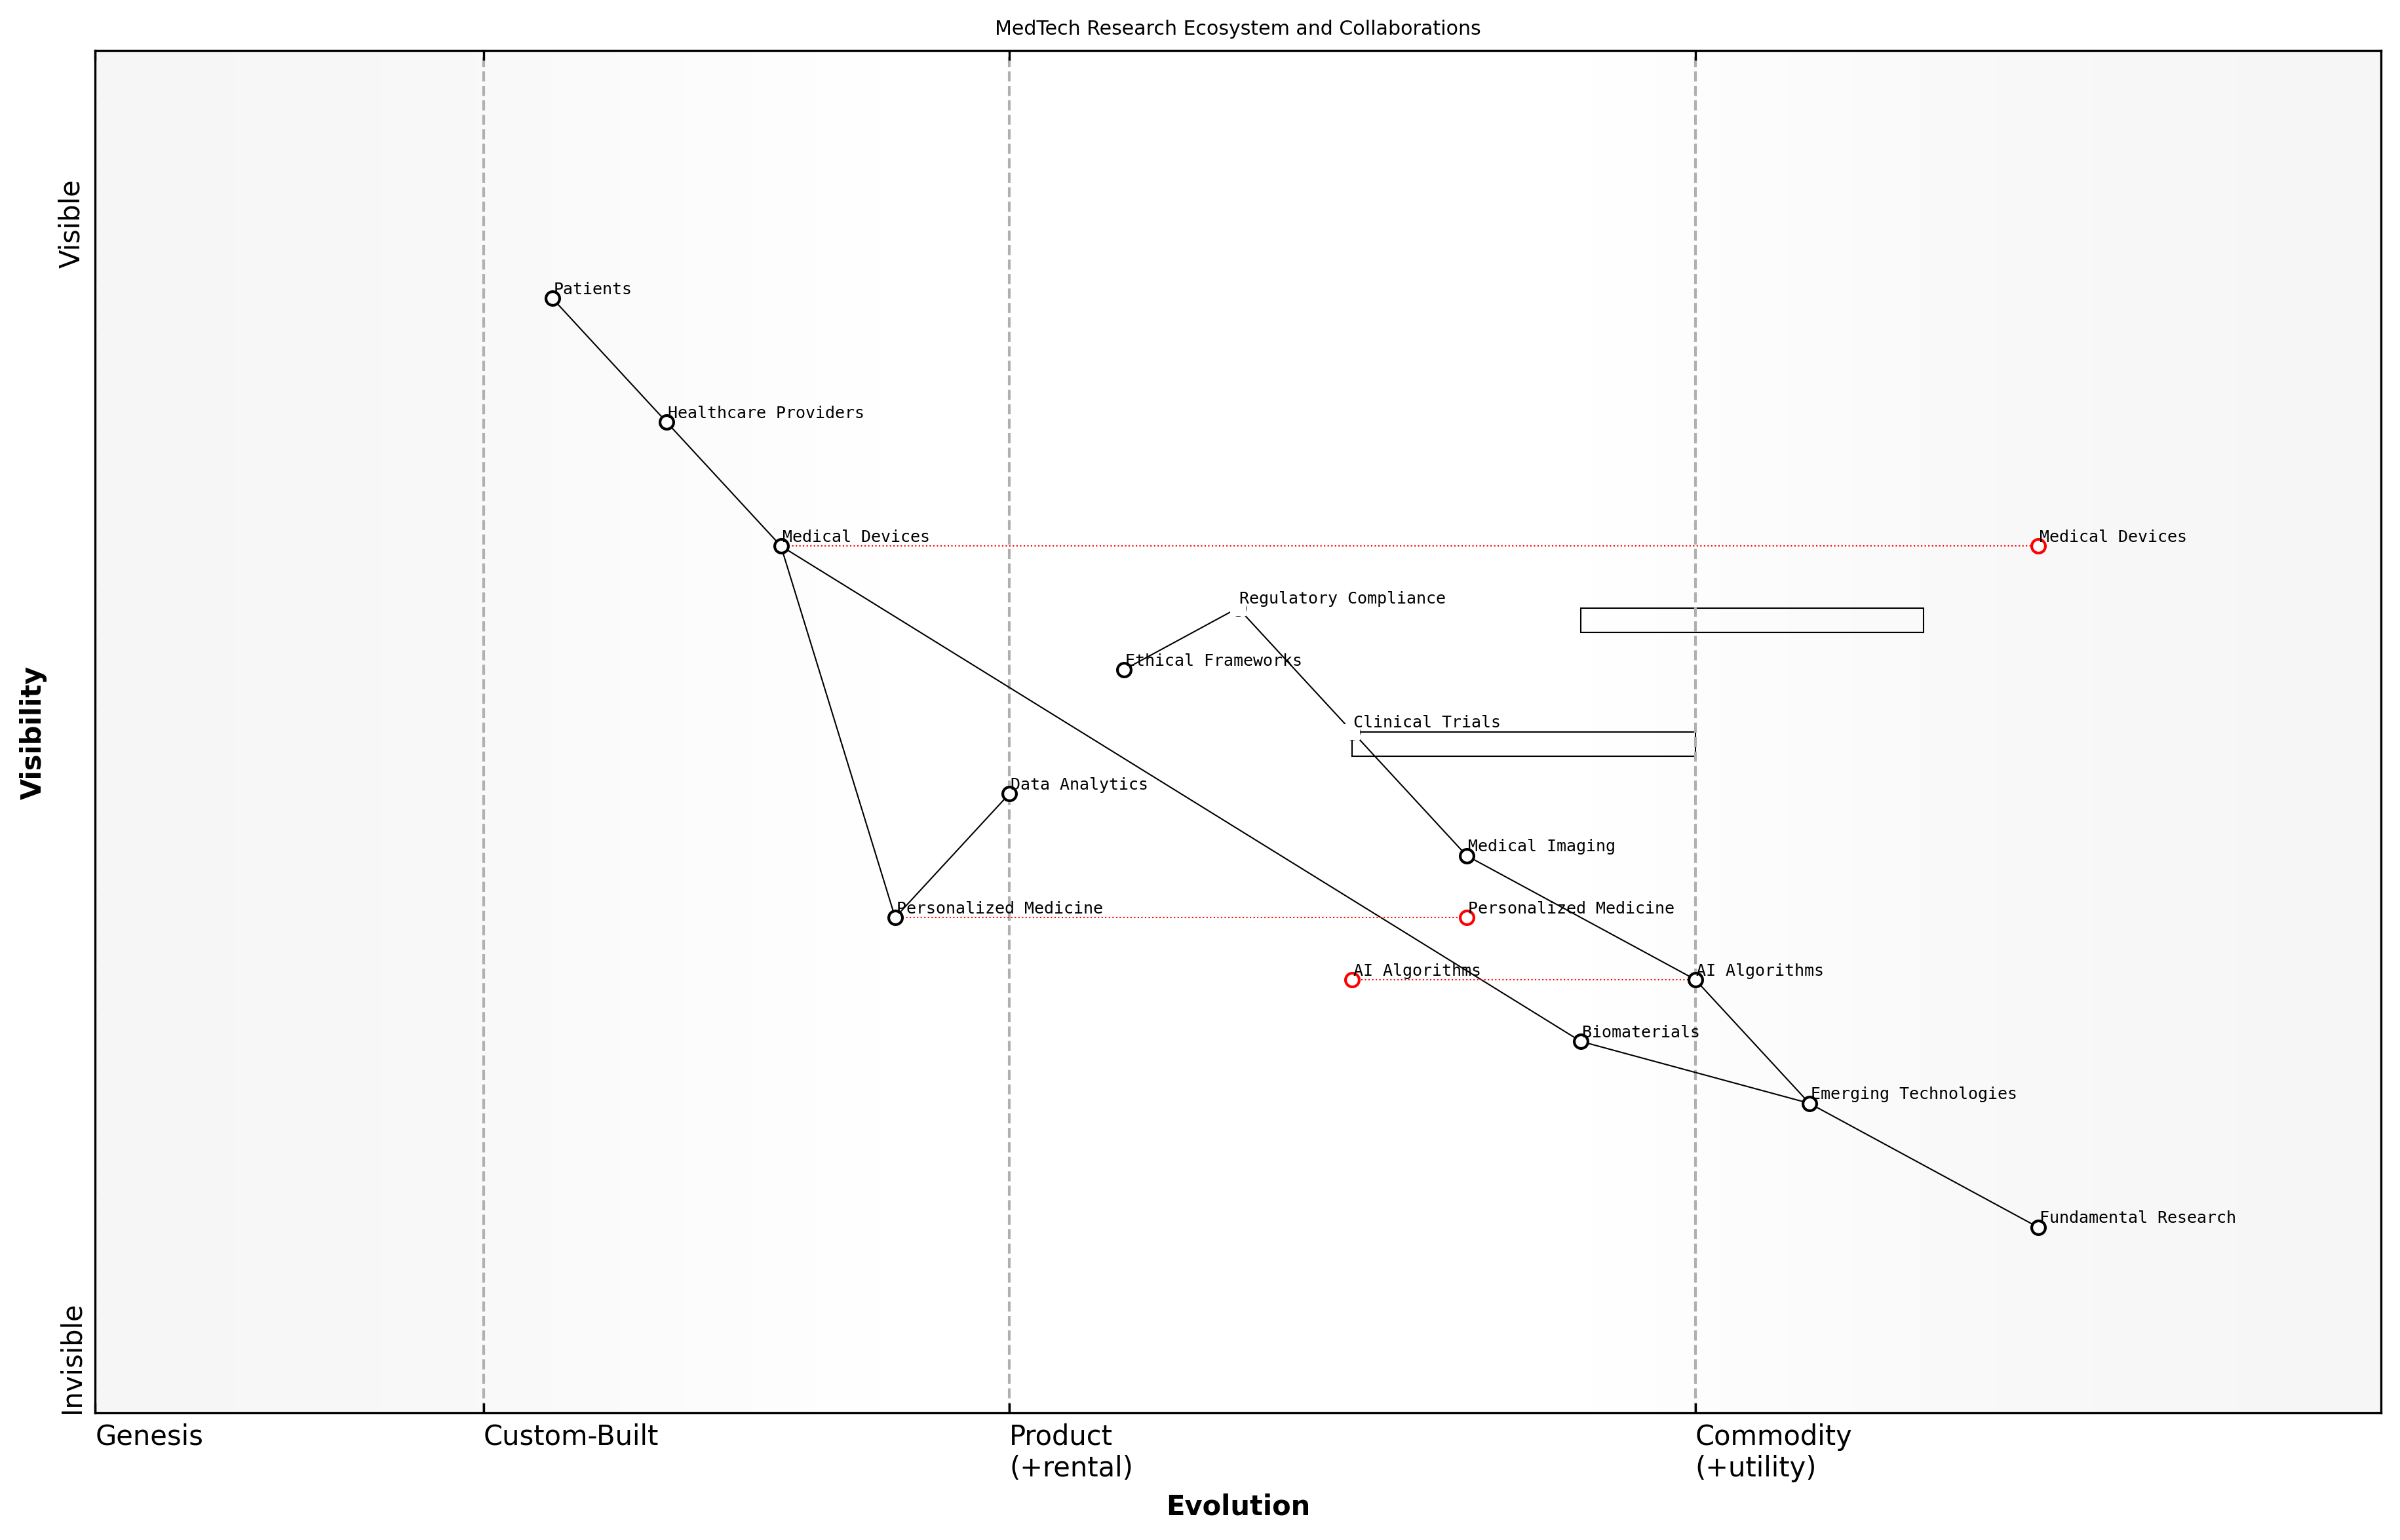 MedTech Research Ecosystem and Collaborations
Visible
Patients
Healthcare Providers
Medical Devices
Medical Devices
Regulatory Compliance
Ethical Frameworks
Visibility
Clinical Trials
Data Analytics
Medical Imaging
Personalized Medicine
Personalized Medicine
AI Algorithms
AI Algorithms
Biomaterials
Emerging Technologies
Fundamental Research
Invisible
Genesis
Custom-Built
Product
(+rental)
Commodity
(+utility)
Evolution